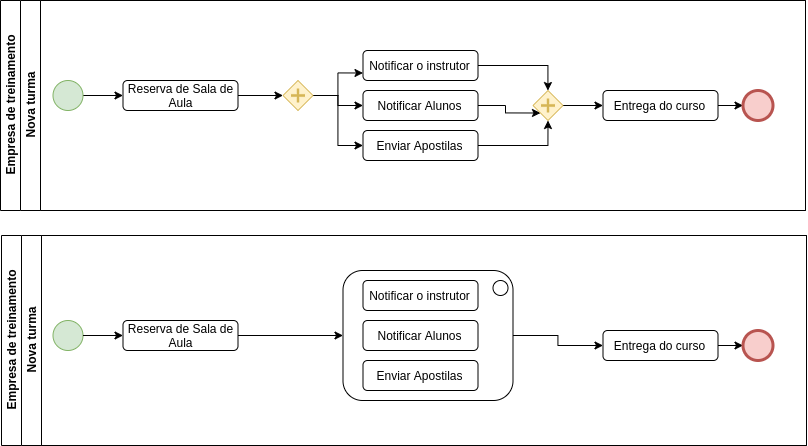 Empresa de treinamento
Nova turma
Reserva de Sala de
Aula
Notificar o instrutor
Notificar Alunos
Enviar Apostilas
Entrega do curso
Empresa de treinamento
Nova turma
Reserva de Sala de
Aula
Notificar o instrutor
Notificar Alunos
Enviar Apostilas
Entrega do curso